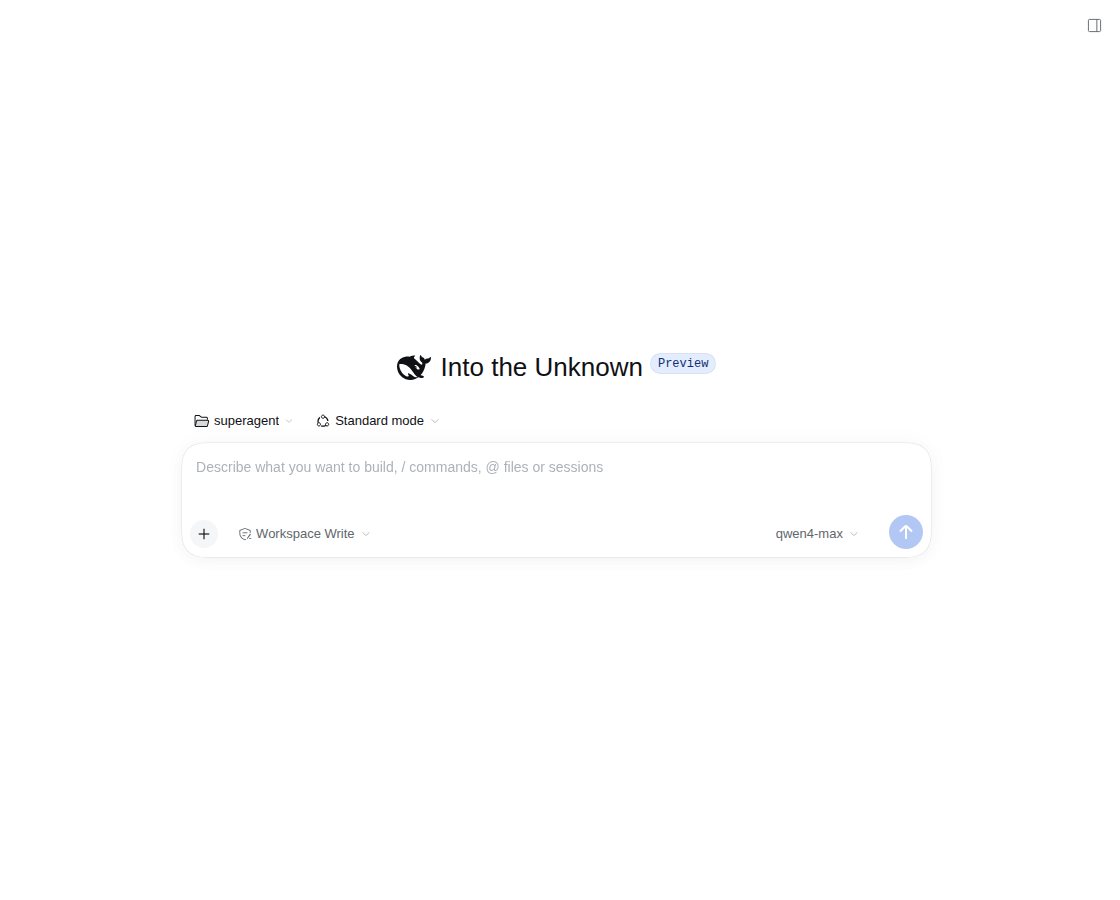 Into the Unknown Preview
superagent Standard mode
Describe what you want to build, / commands, @ files or sessions
Workspace Write qwen4-max